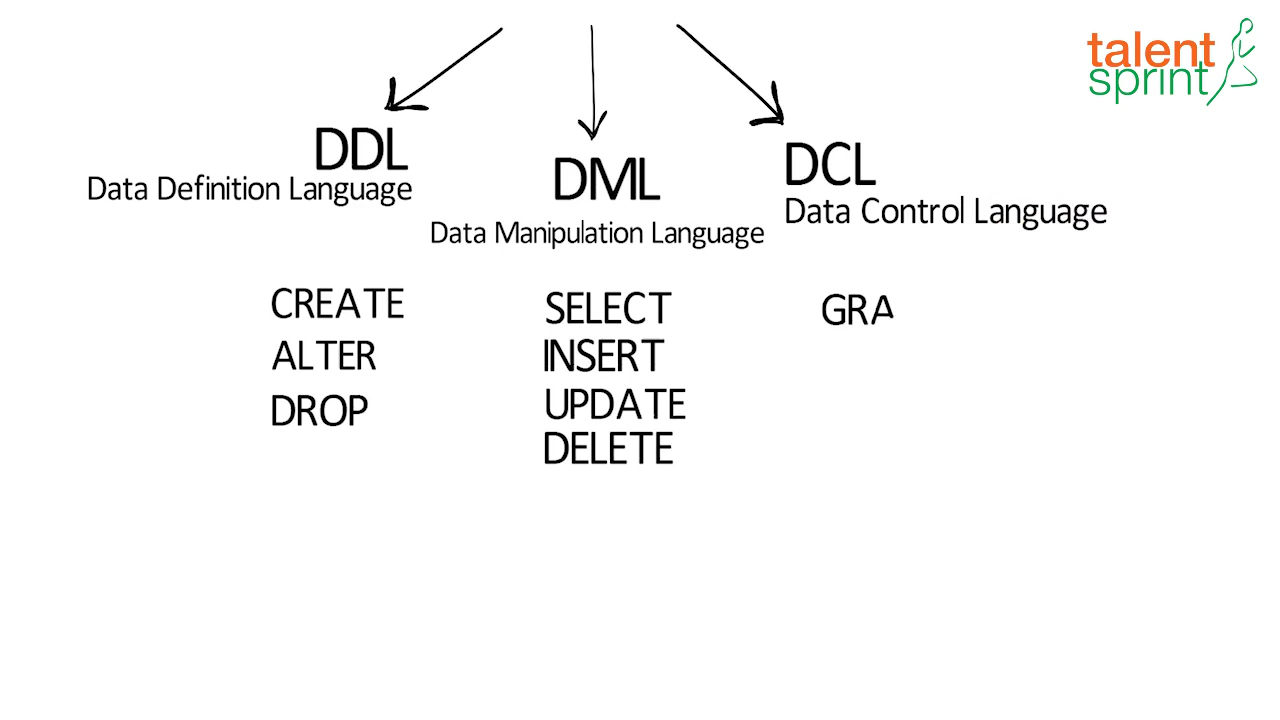 talent
sprint
DDL
Data Definition Language
CREATE
ALTER
DROP
DML
Data Manipulation Language
SELECT
INSERT
UPDATE
DELETE
DCL
Data Control Language
GRA